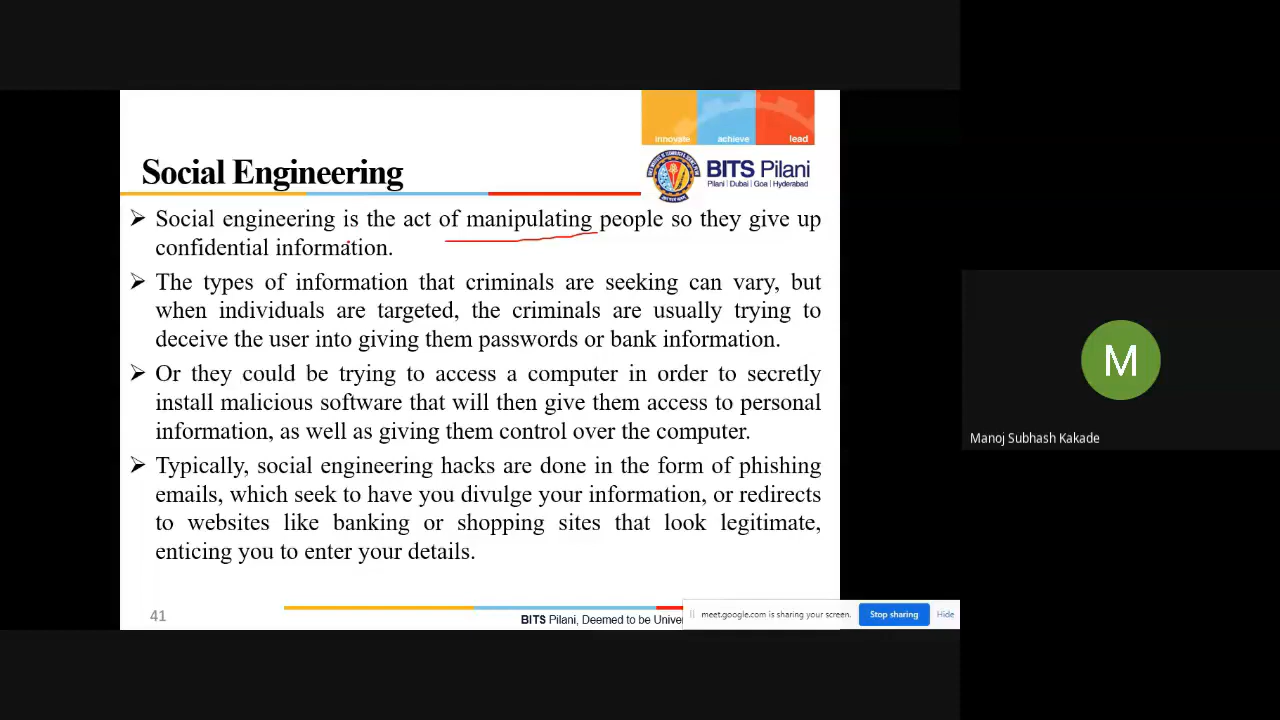 innovate achieve lead
Social Engineering
BITS Pilani
Pilani | Dubai | Goa | Hyderabad
➢ Social engineering is the act of manipulating people so they give up
confidential information.
➢ The types of information that criminals are seeking can vary, but
when individuals are targeted, the criminals are usually trying to
deceive the user into giving them passwords or bank information.
➢ Or they could be trying to access a computer in order to secretly
install malicious software that will then give them access to personal
information, as well as giving them control over the computer.
➢ Typically, social engineering hacks are done in the form of phishing
emails, which seek to have you divulge your information, or redirects
to websites like banking or shopping sites that look legitimate,
enticing you to enter your details.
41
BITS Pilani, Deemed to be Univer
meet.google.com is sharing your screen. Stop sharing Hide
M
Manoj Subhash Kakade